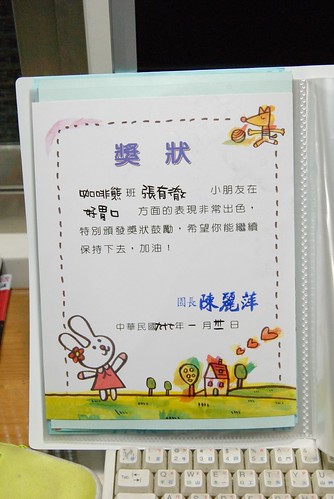 獎狀
咖啡熊 班 張有 小朋友在
好胃口 方面的表現非常出色，
特別頒發獎狀鼓勵，希望你能繼續
保持下去，加油！
園長 陳麗萍
中華民國九十七年一月廿一日